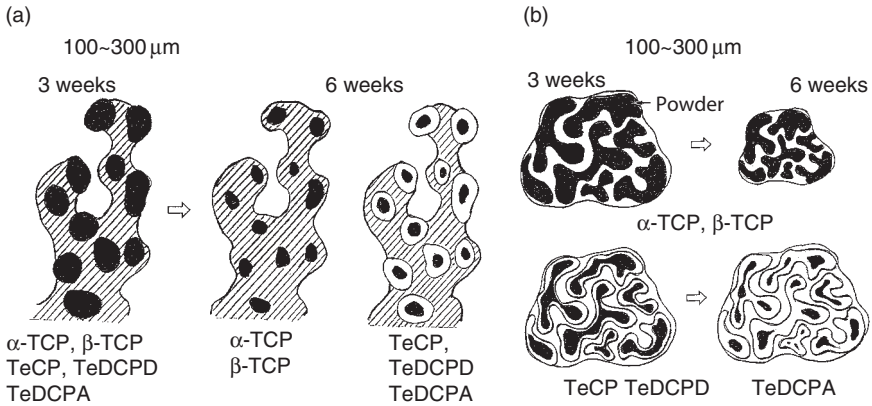 (a)
100~300 μm
3 weeks
6 weeks
α-TCP, β-TCP
TeCP, TeDCPD
TeDCPA
α-TCP
β-TCP
TeCP,
TeDCPD
TeDCPA
(b)
100~300 μm
3 weeks
6 weeks
Powder
α-TCP, β-TCP
TeCP TeDCPD
TeDCPA